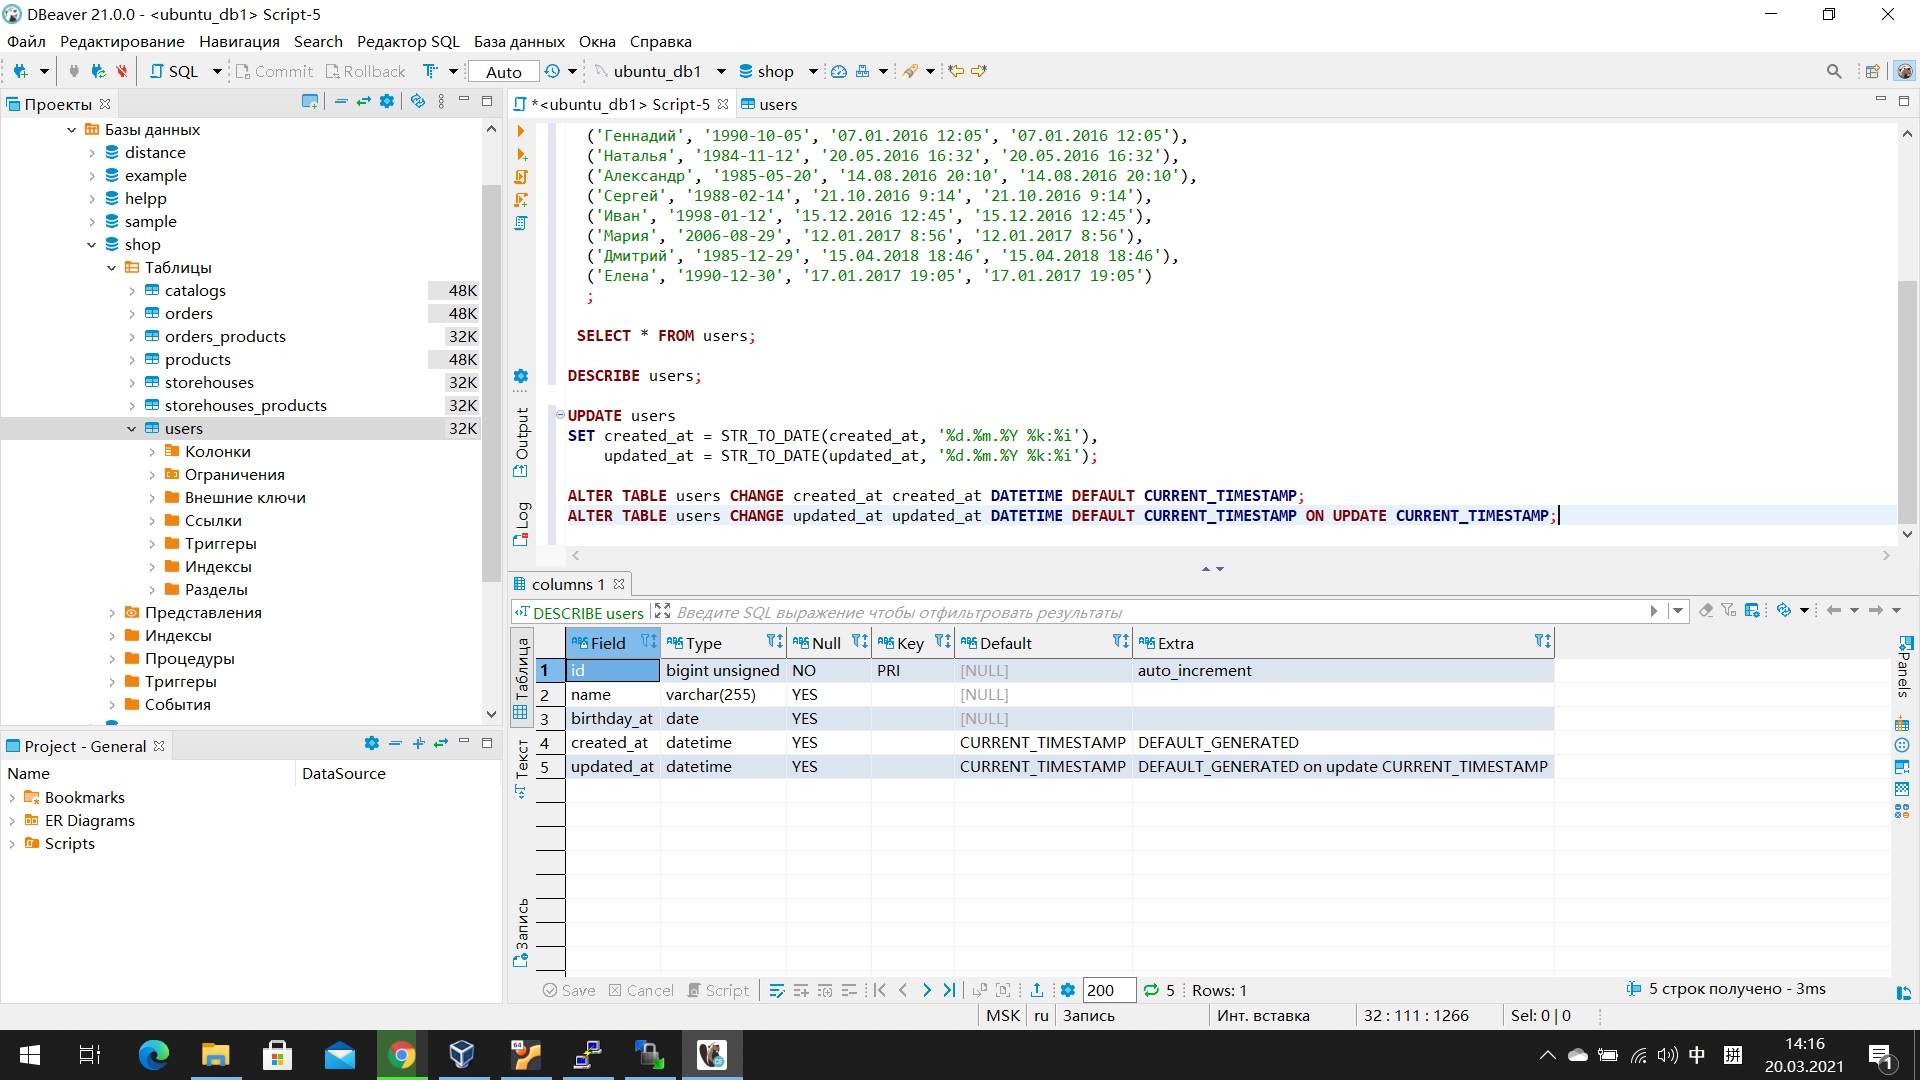 DBeaver 21.0.0 - <ubuntu_db1> Script-5
Файл Редактирование Навигация Search Редактор SQL База данных Окна Справка
SQL Commit Rollback Auto ubuntu_db1 shop
Проекты
Базы данных
distance
example
helpp
sample
shop
Таблицы
catalogs 48K
orders 48K
orders_products 32K
products 48K
storehouses 32K
storehouses_products 32K
users 32K
Колонки
Ограничения
Внешние ключи
Ссылки
Триггеры
Индексы
Разделы
Представления
Индексы
Процедуры
Триггеры
События
Project - General
Name DataSource
Bookmarks
ER Diagrams
Scripts
*<ubuntu_db1> Script-5 users
('Геннадий', '1990-10-05', '07.01.2016 12:05', '07.01.2016 12:05'),
('Наталья', '1984-11-12', '20.05.2016 16:32', '20.05.2016 16:32'),
('Александр', '1985-05-20', '14.08.2016 20:10', '14.08.2016 20:10'),
('Сергей', '1988-02-14', '21.10.2016 9:14', '21.10.2016 9:14'),
('Иван', '1998-01-12', '15.12.2016 12:45', '15.12.2016 12:45'),
('Мария', '2006-08-29', '12.01.2017 8:56', '12.01.2017 8:56'),
('Дмитрий', '1985-12-29', '15.04.2018 18:46', '15.04.2018 18:46'),
('Елена', '1990-12-30', '17.01.2017 19:05', '17.01.2017 19:05')
;
SELECT * FROM users;
DESCRIBE users;
UPDATE users
SET created_at = STR_TO_DATE(created_at, '%d.%m.%Y %k:%i'),
updated_at = STR_TO_DATE(updated_at, '%d.%m.%Y %k:%i');
ALTER TABLE users CHANGE created_at created_at DATETIME DEFAULT CURRENT_TIMESTAMP;
ALTER TABLE users CHANGE updated_at updated_at DATETIME DEFAULT CURRENT_TIMESTAMP ON UPDATE CURRENT_TIMESTAMP;
Output
Log
columns 1
DESCRIBE users Введите SQL выражение чтобы отфильтровать результаты
Таблица
Текст
Запись
Panels
Field Type Null Key Default Extra
1 id bigint unsigned NO PRI [NULL] auto_increment
2 name varchar(255) YES [NULL]
3 birthday_at date YES [NULL]
4 created_at datetime YES CURRENT_TIMESTAMP DEFAULT_GENERATED
5 updated_at datetime YES CURRENT_TIMESTAMP DEFAULT_GENERATED on update CURRENT_TIMESTAMP
Save Cancel Script 200 5 Rows: 1 5 строк получено - 3ms
MSK ru Запись Инт. вставка 32 : 111 : 1266 Sel: 0 | 0
中 拼 14:16
20.03.2021
1